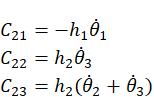 C₂₁ = −h₁θ̇₁
C₂₂ = h₂θ̇₃
C₂₃ = h₂(θ̇₂ + θ̇₃)